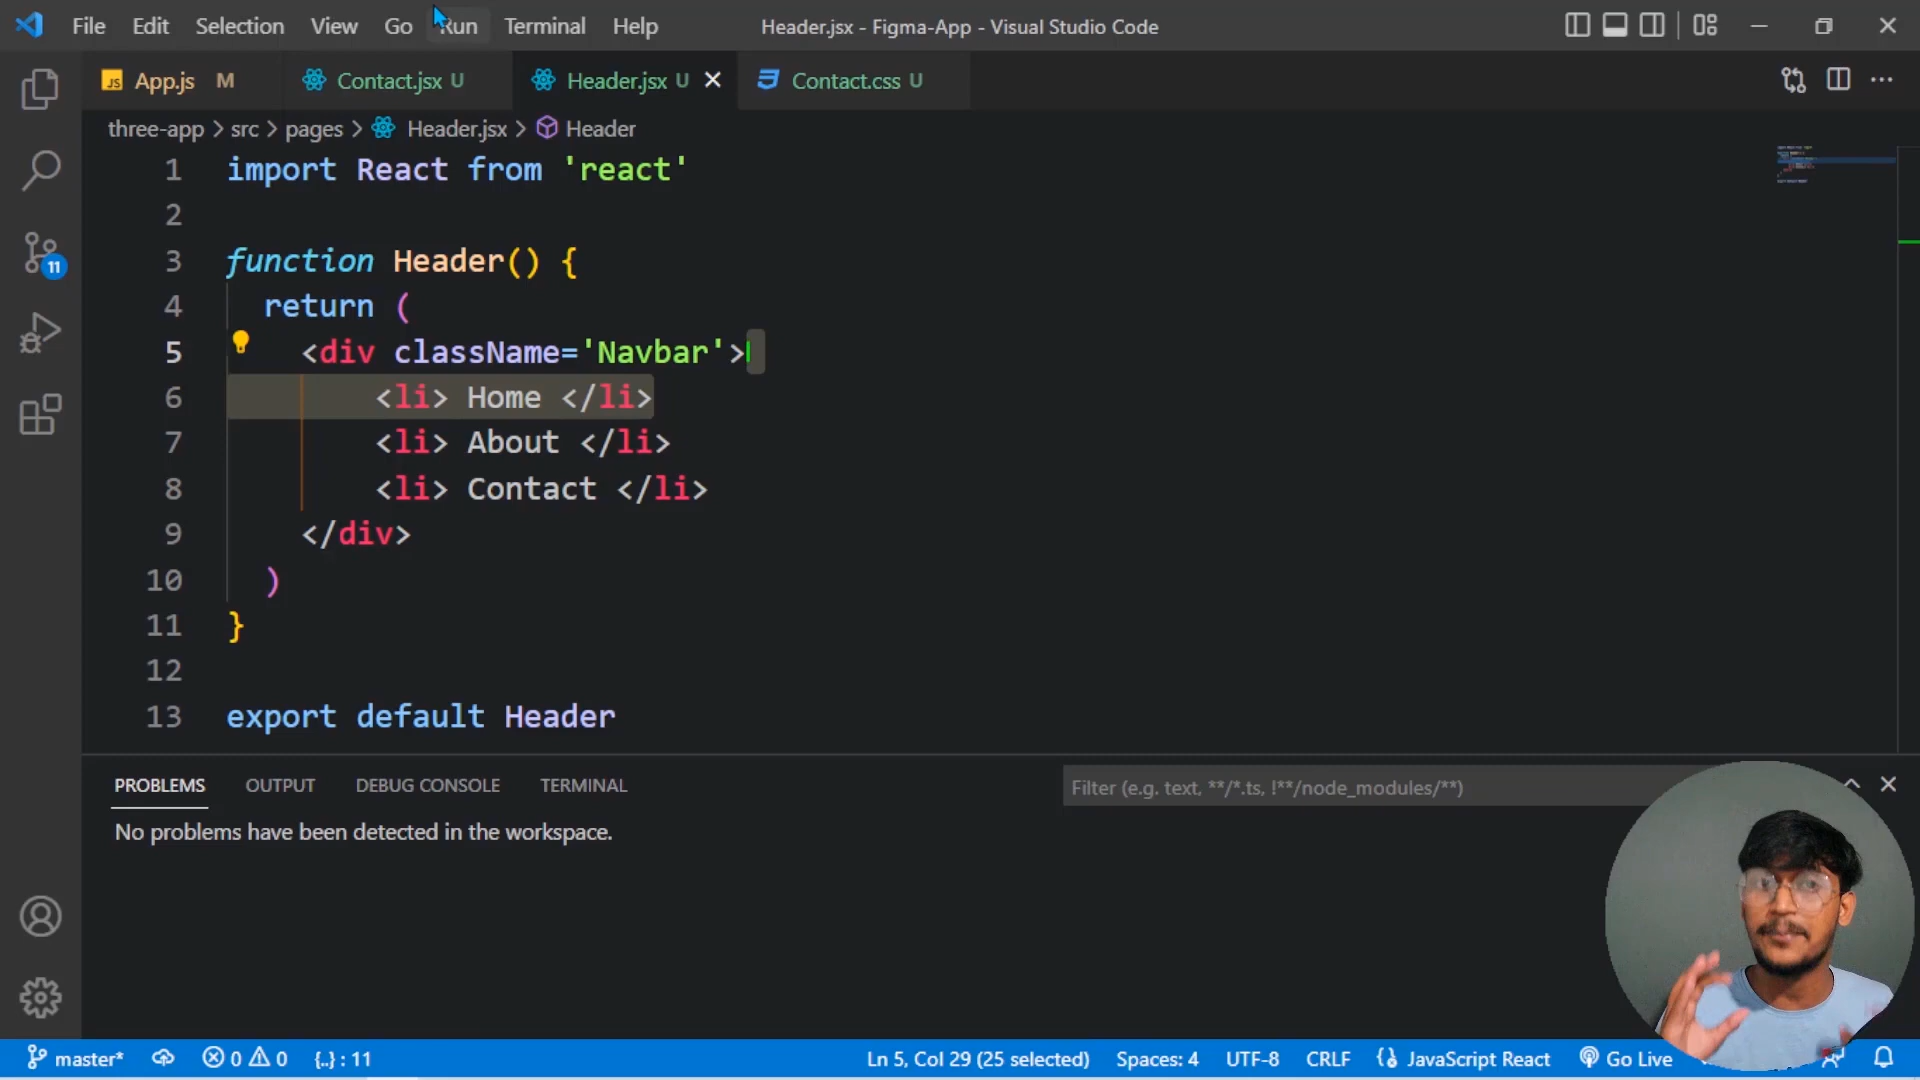 File Edit Selection View Go Run Terminal Help Header.jsx - Figma-App - Visual Studio Code
App.js M Contact.jsx U Header.jsx U Contact.css U
three-app > src > pages > Header.jsx > Header
1 import React from 'react'
2
3 function Header() {
4 return (
5 <div className='Navbar'>
6 <li> Home </li>
7 <li> About </li>
8 <li> Contact </li>
9 </div>
10 )
11 }
12
13 export default Header
11
PROBLEMS OUTPUT DEBUG CONSOLE TERMINAL Filter (e.g. text, **/*.ts, !**/node_modules/**)
No problems have been detected in the workspace.
master* 0 0 {..} : 11 Ln 5, Col 29 (25 selected) Spaces: 4 UTF-8 CRLF JavaScript React Go Live